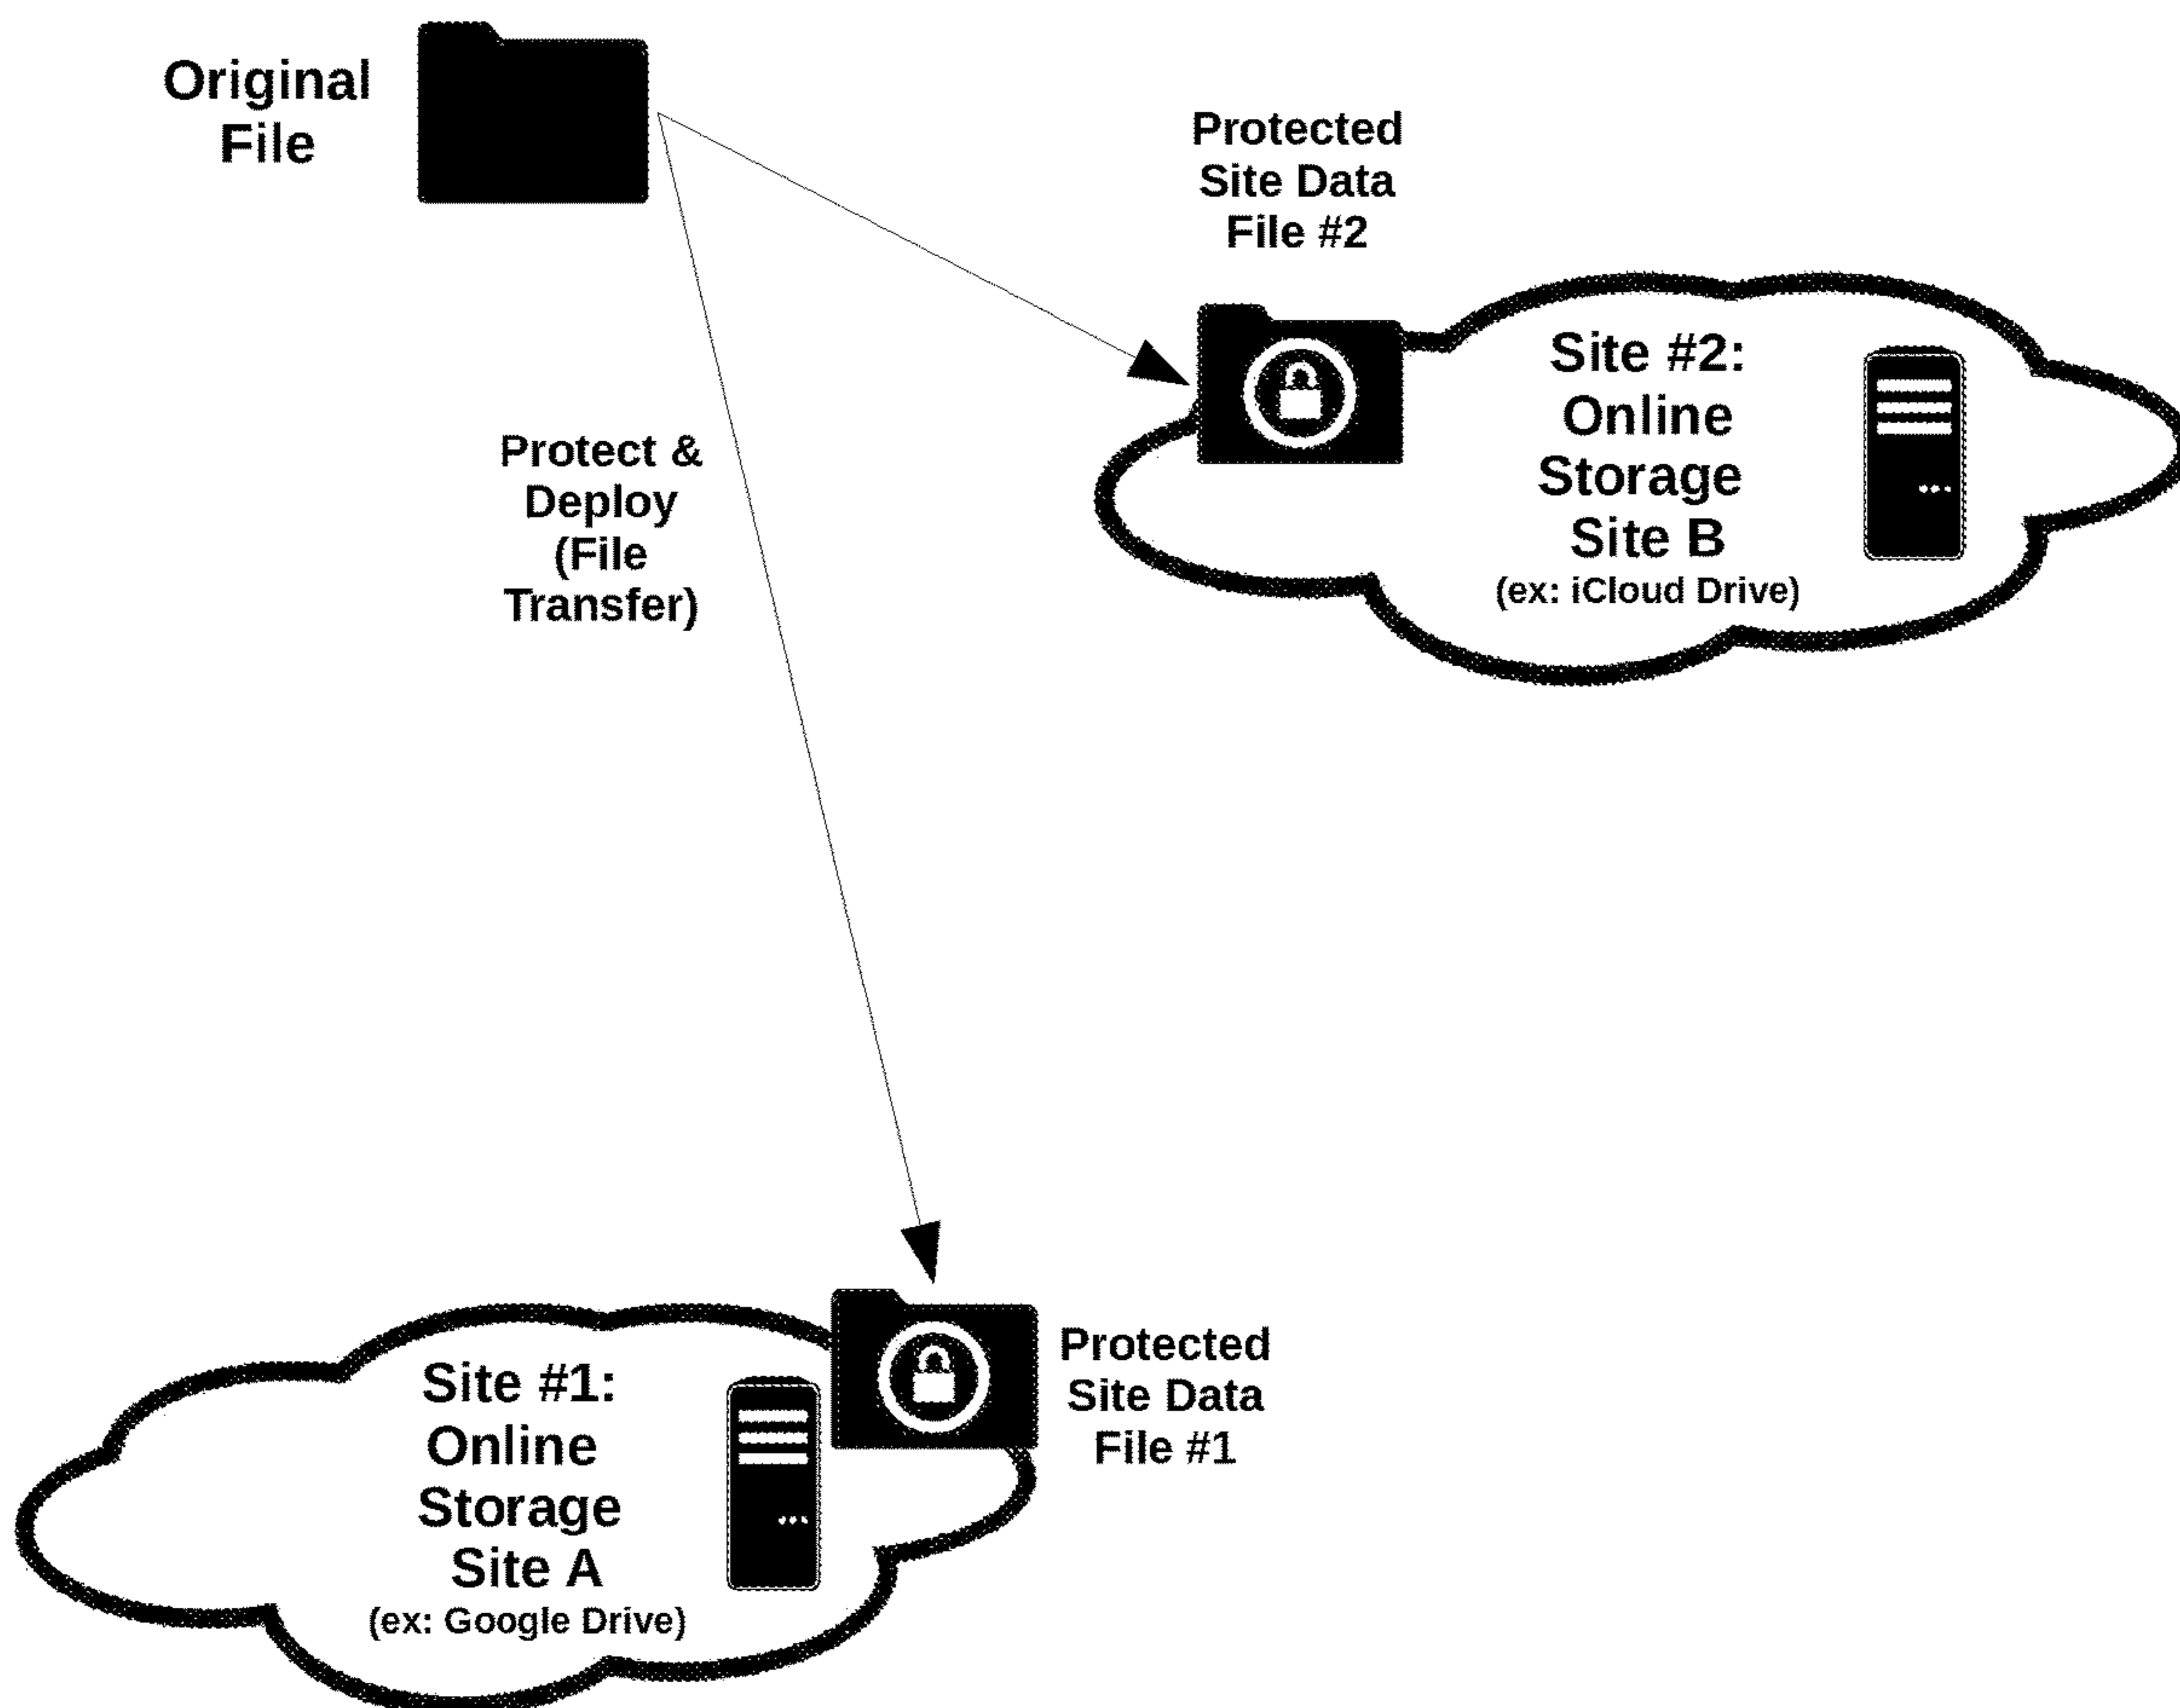 Original
File
Protected
Site Data
File #2
Site #2:
Online
Storage
Site B
(ex: iCloud Drive)
Protect &
Deploy
(File
Transfer)
Site #1:
Online
Storage
Site A
(ex: Google Drive)
Protected
Site Data
File #1